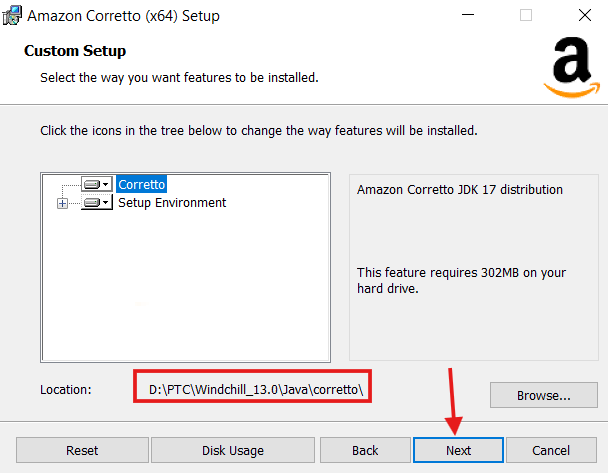 Amazon Corretto (x64) Setup
Custom Setup
Select the way you want features to be installed.
a
Click the icons in the tree below to change the way features will be installed.
Corretto
Setup Environment
Amazon Corretto JDK 17 distribution
This feature requires 302MB on your
hard drive.
Location:
D:\PTC\Windchill_13.0\Java\corretto\
Browse...
Reset
Disk Usage
Back
Next
Cancel